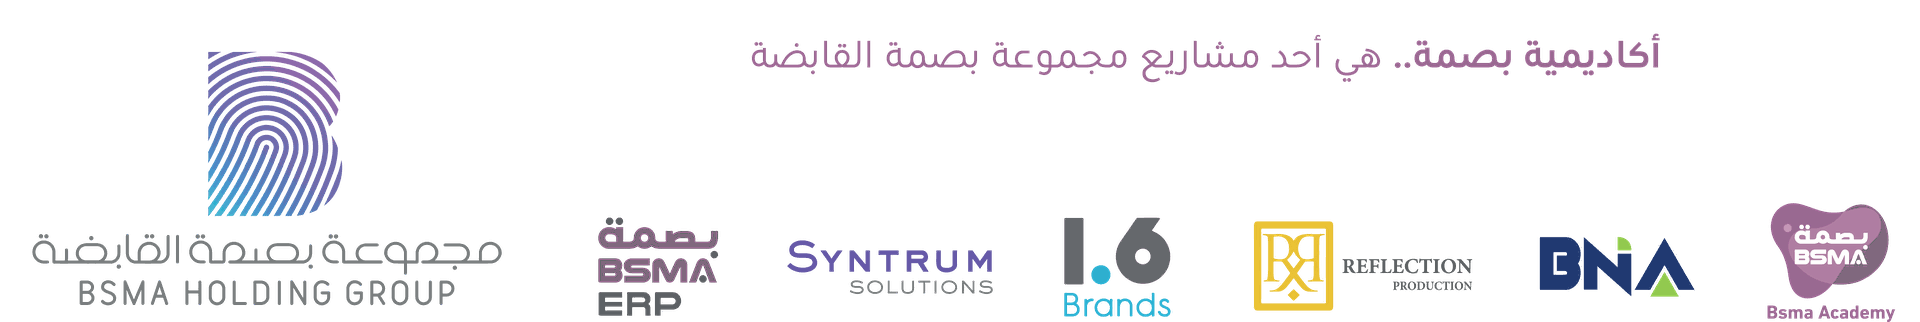 أكاديمية بصمة.. هي أحد مشاريع مجموعة بصمة القابضة
مجموعة بصمة القابضة
BSMA HOLDING GROUP
بصمة
BSMA
ERP
SYNTRUM
SOLUTIONS
1.6
Brands
REFLECTION
PRODUCTION
BNA
بصمة
BSMA
Bsma Academy